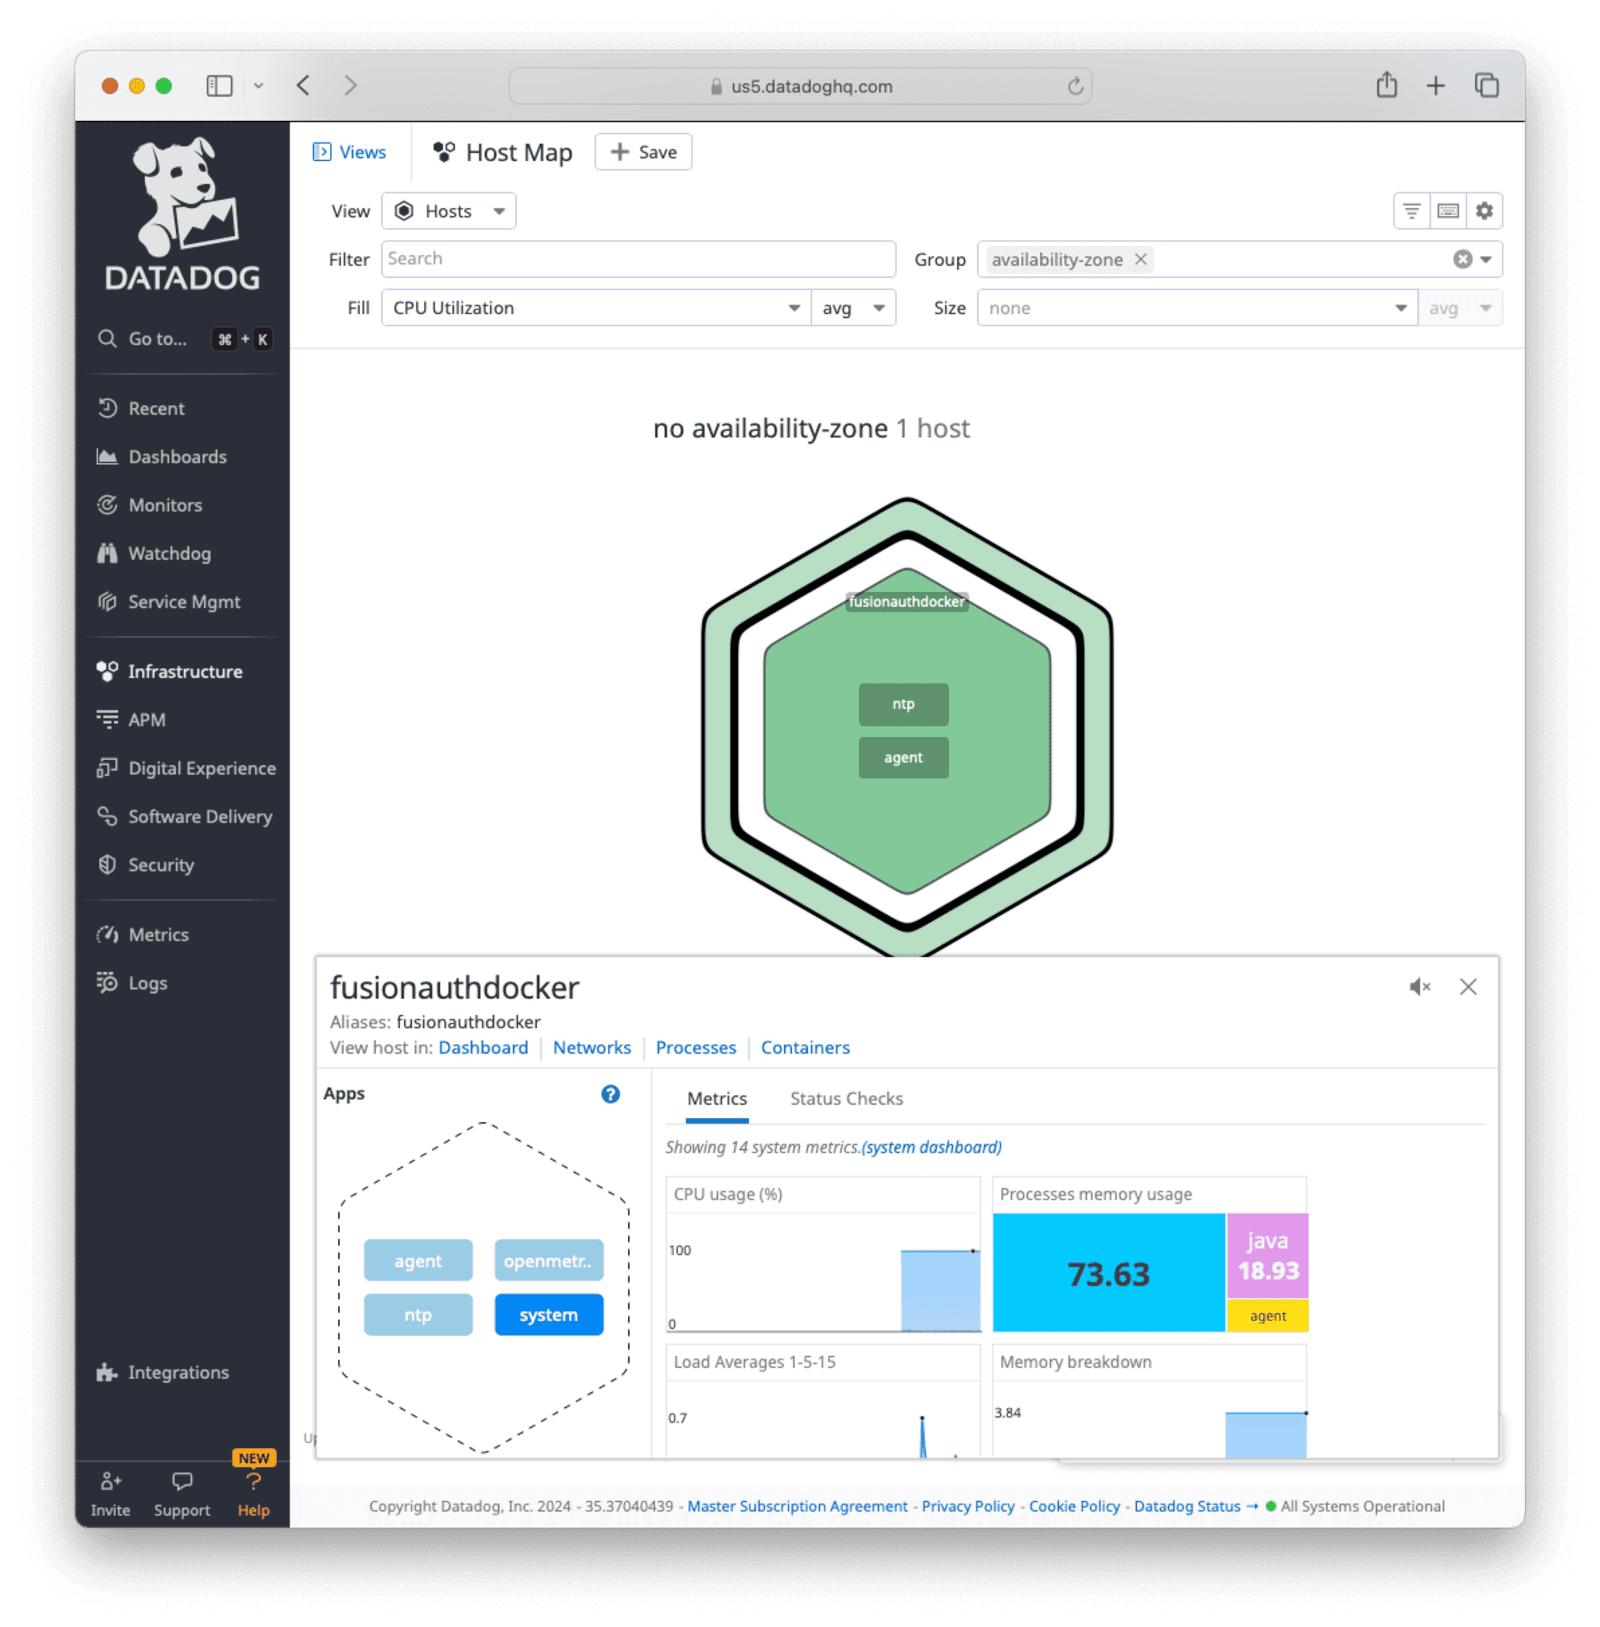 us5.datadoghq.com
DATADOG
Go to... ⌘ + K
Recent
Dashboards
Monitors
Watchdog
Service Mgmt
Infrastructure
APM
Digital Experience
Software Delivery
Security
Metrics
Logs
Integrations
NEW
Invite Support Help
Views Host Map + Save
View Hosts
Filter Search Group availability-zone ×
Fill CPU Utilization avg Size none avg
no availability-zone 1 host
fusionauthdocker
ntp
agent
fusionauthdocker
Aliases: fusionauthdocker
View host in: Dashboard | Networks | Processes | Containers
Apps ?
agent openmetr..
ntp system
Metrics Status Checks
Showing 14 system metrics.(system dashboard)
CPU usage (%)
100
0
Processes memory usage
73.63
java
18.93
agent
Load Averages 1-5-15
0.7
Memory breakdown
3.84
Copyright Datadog, Inc. 2024 - 35.37040439 - Master Subscription Agreement - Privacy Policy - Cookie Policy - Datadog Status → All Systems Operational